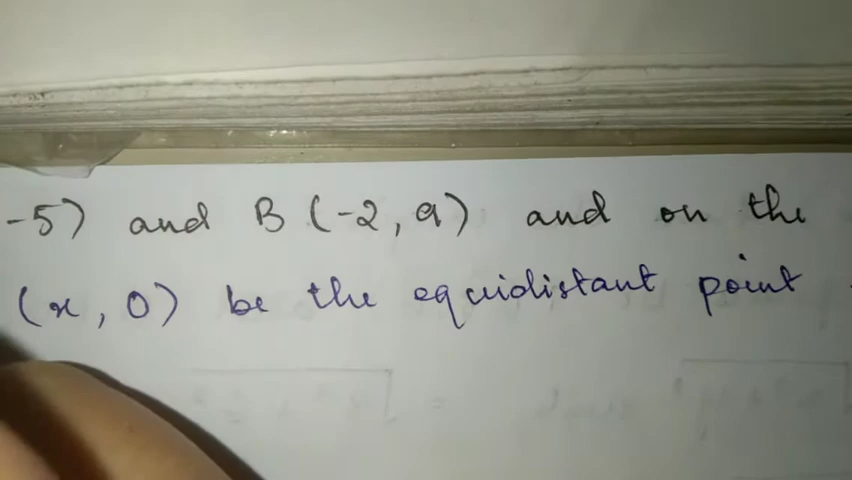 -5) and B (-2, 9) and on the
(x, 0) be the equidistant point